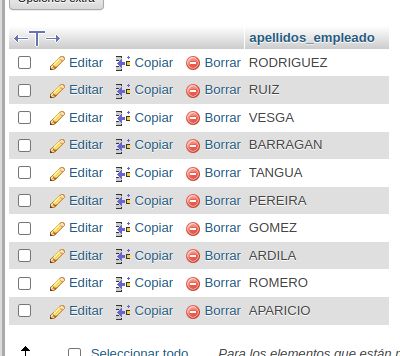 Opciones extra
apellidos_empleado
Editar Copiar Borrar RODRIGUEZ
Editar Copiar Borrar RUIZ
Editar Copiar Borrar VESGA
Editar Copiar Borrar BARRAGAN
Editar Copiar Borrar TANGUA
Editar Copiar Borrar PEREIRA
Editar Copiar Borrar GOMEZ
Editar Copiar Borrar ARDILA
Editar Copiar Borrar ROMERO
Editar Copiar Borrar APARICIO
Seleccionar todo Para los elementos que están